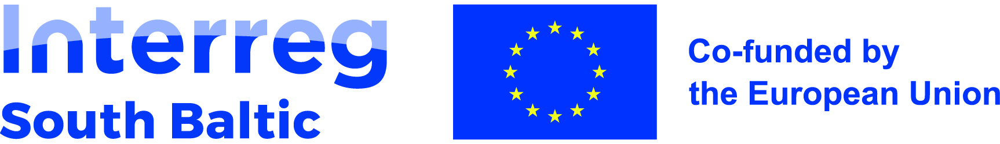 Interreg
South Baltic
Co-funded by
the European Union